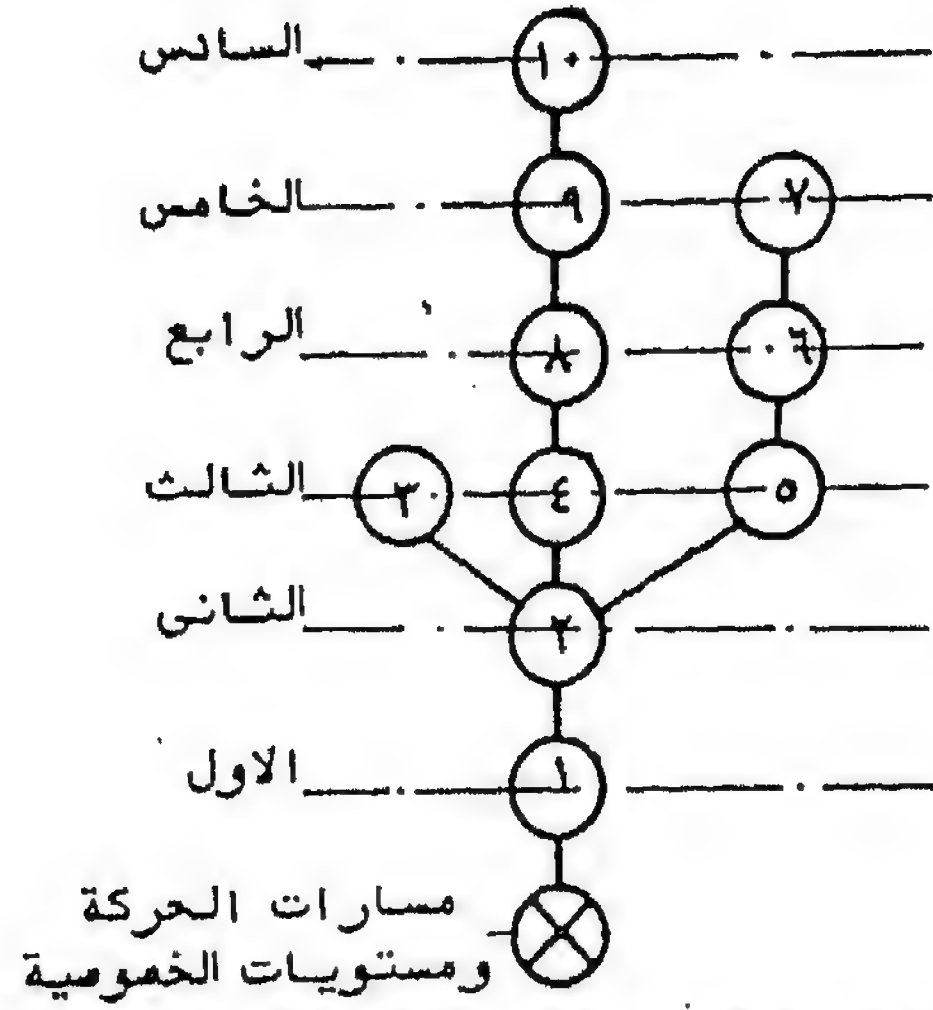 السادس ١٠
الخامس ٩ ٧
الرابع ٨ ٦
الثالث ٣ ٤ ٥
الثانى ٢
الاول ١
مسارات الحركة
ومستويات الخصوصية